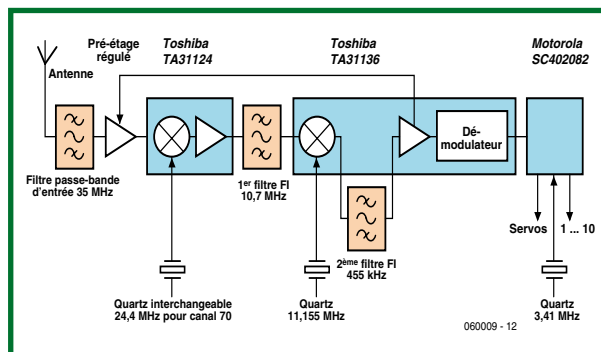 Pré-étage
régulé
Toshiba
TA31124
Toshiba
TA31136
Motorola
SC402082
Antenne
Dé-
modulateur
Filtre passe-bande
d'entrée 35 MHz
1er filtre FI
10,7 MHz
2ème filtre FI
455 kHz
Servos
1 ... 10
Quartz interchangeable
24,4 MHz pour canal 70
Quartz
11,155 MHz
Quartz
3,41 MHz
060009 - 12